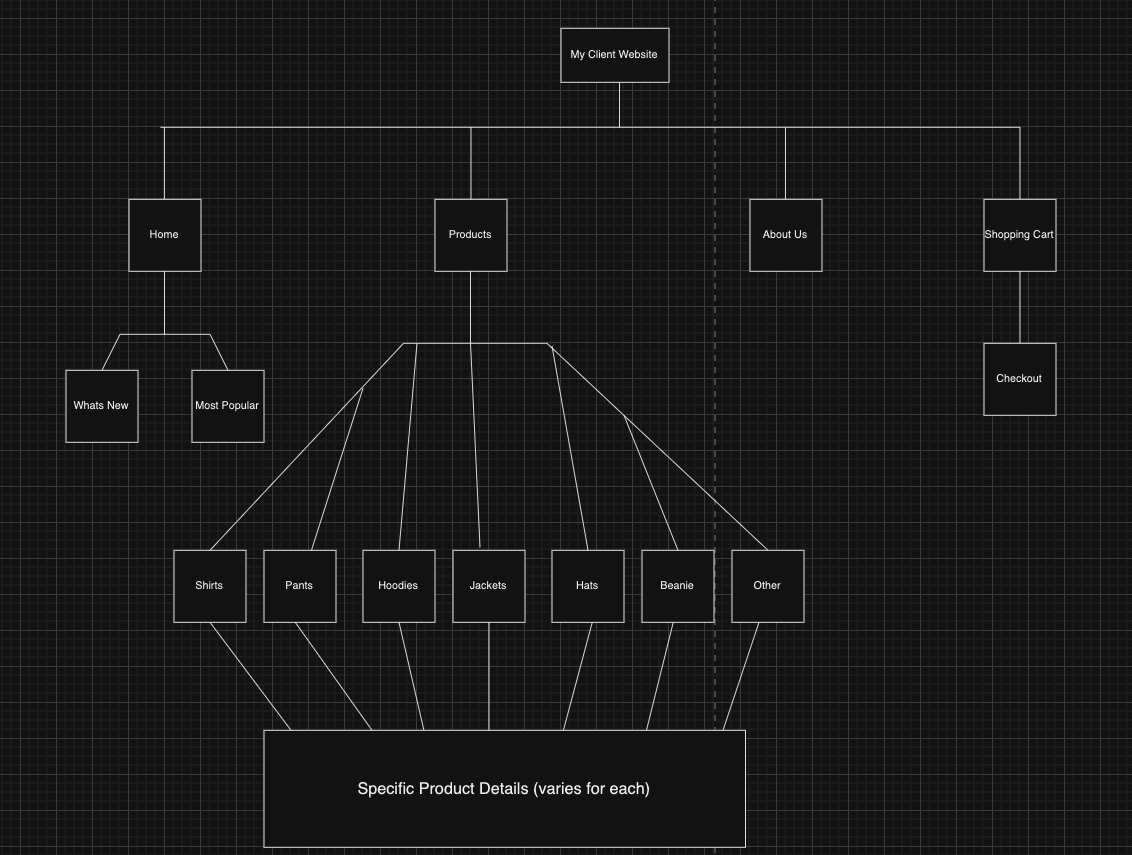 My Client Website
Home
Products
About Us
Shopping Cart
Whats New
Most Popular
Checkout
Shirts
Pants
Hoodies
Jackets
Hats
Beanie
Other
Specific Product Details (varies for each)